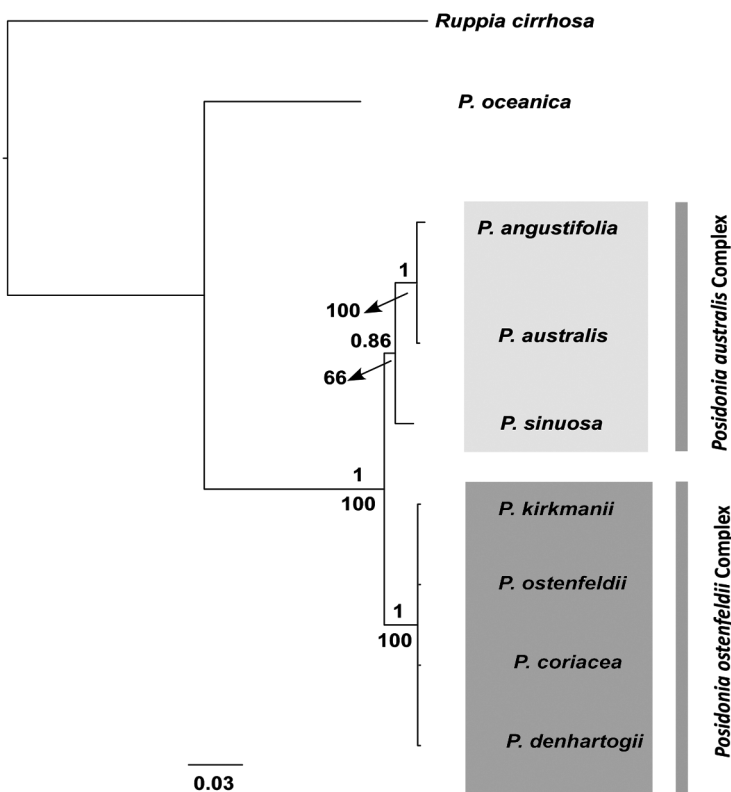 Ruppia cirrhosa
P. oceanica
P. angustifolia
1
100
P. australis
0.86
66
P. sinuosa
Posidonia australis Complex
1
100
P. kirkmanii
P. ostenfeldii
1
100
P. coriacea
P. denhartogii
Posidonia ostenfeldii Complex
0.03